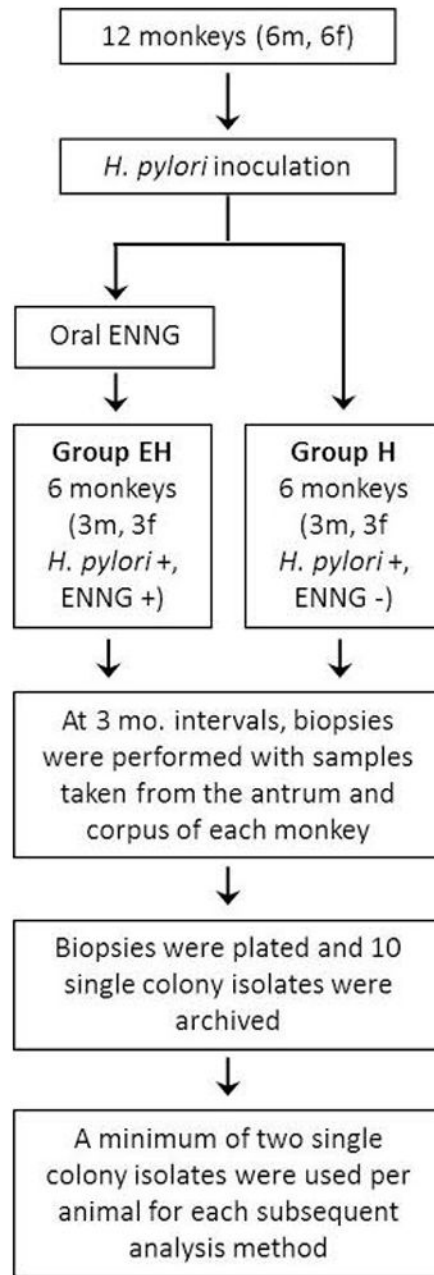 12 monkeys (6m, 6f)
H. pylori inoculation
Oral ENNG
Group EH
6 monkeys
(3m, 3f
H. pylori +,
ENNG +)
Group H
6 monkeys
(3m, 3f
H. pylori +,
ENNG -)
At 3 mo. intervals, biopsies
were performed with samples
taken from the antrum and
corpus of each monkey
Biopsies were plated and 10
single colony isolates were
archived
A minimum of two single
colony isolates were used per
animal for each subsequent
analysis method